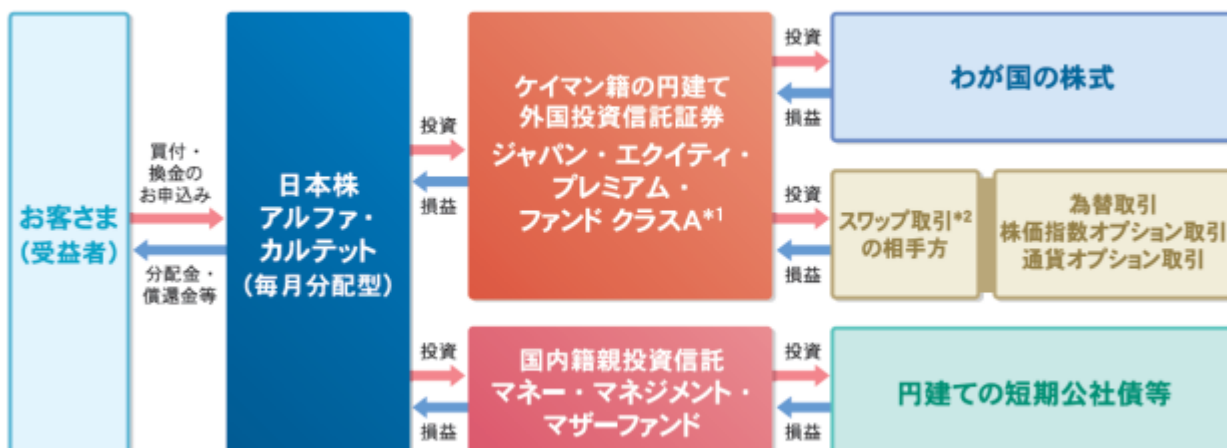 お客さま
(受益者)
買付・
換金の
お申込み
分配金・
償還金等
日本株
アルファ・
カルテット
(毎月分配型)
投資
損益
ケイマン籍の円建て
外国投資信託証券
ジャパン・エクイティ・
プレミアム・
ファンド クラスA*1
投資
損益
わが国の株式
投資
損益
スワップ取引*2
の相手方
為替取引
株価指数オプション取引
通貨オプション取引
投資
損益
国内籍親投資信託
マネー・マネジメント・
マザーファンド
投資
損益
円建ての短期公社債等